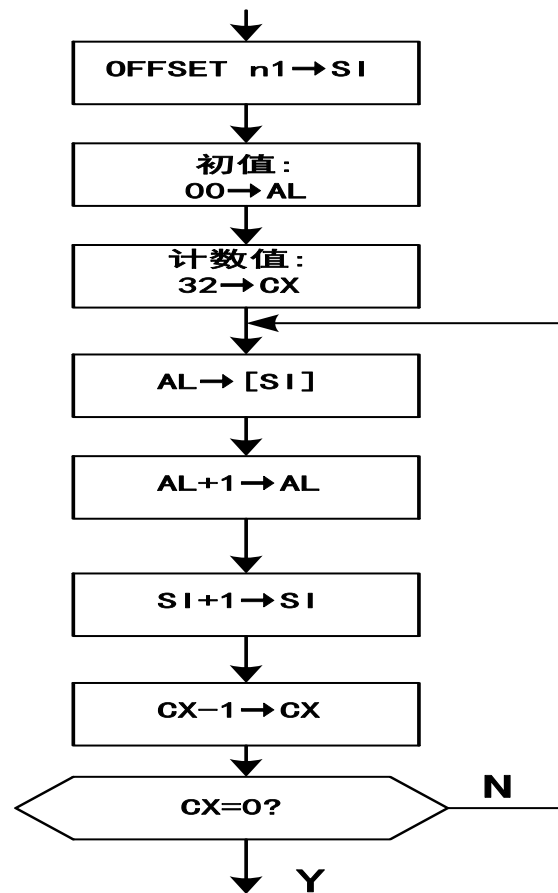 OFFSET n1→SI
初值：
00→AL
计数值：
32→CX
AL→[SI]
AL+1→AL
SI+1→SI
CX-1→CX
CX=0?
N
Y